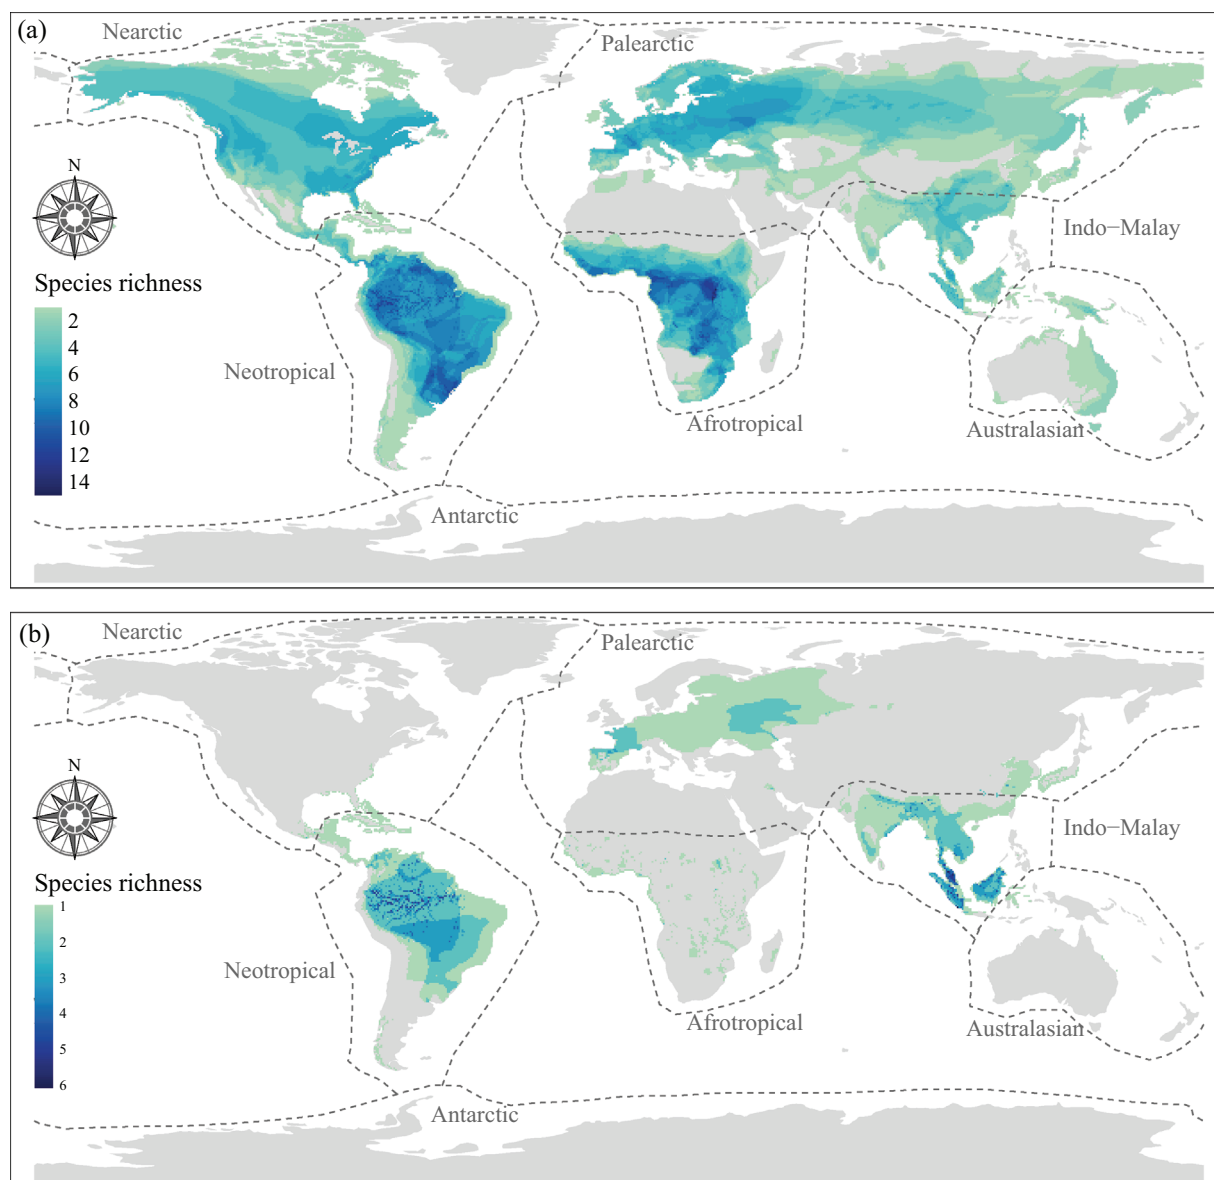 (a)
Nearctic
Palearctic
N
Indo−Malay
Species richness
2
4
6
8
10
12
14
Neotropical
Afrotropical
Australasian
Antarctic
(b)
Nearctic
Palearctic
N
Indo−Malay
Species richness
1
2
3
4
5
6
Neotropical
Afrotropical
Australasian
Antarctic